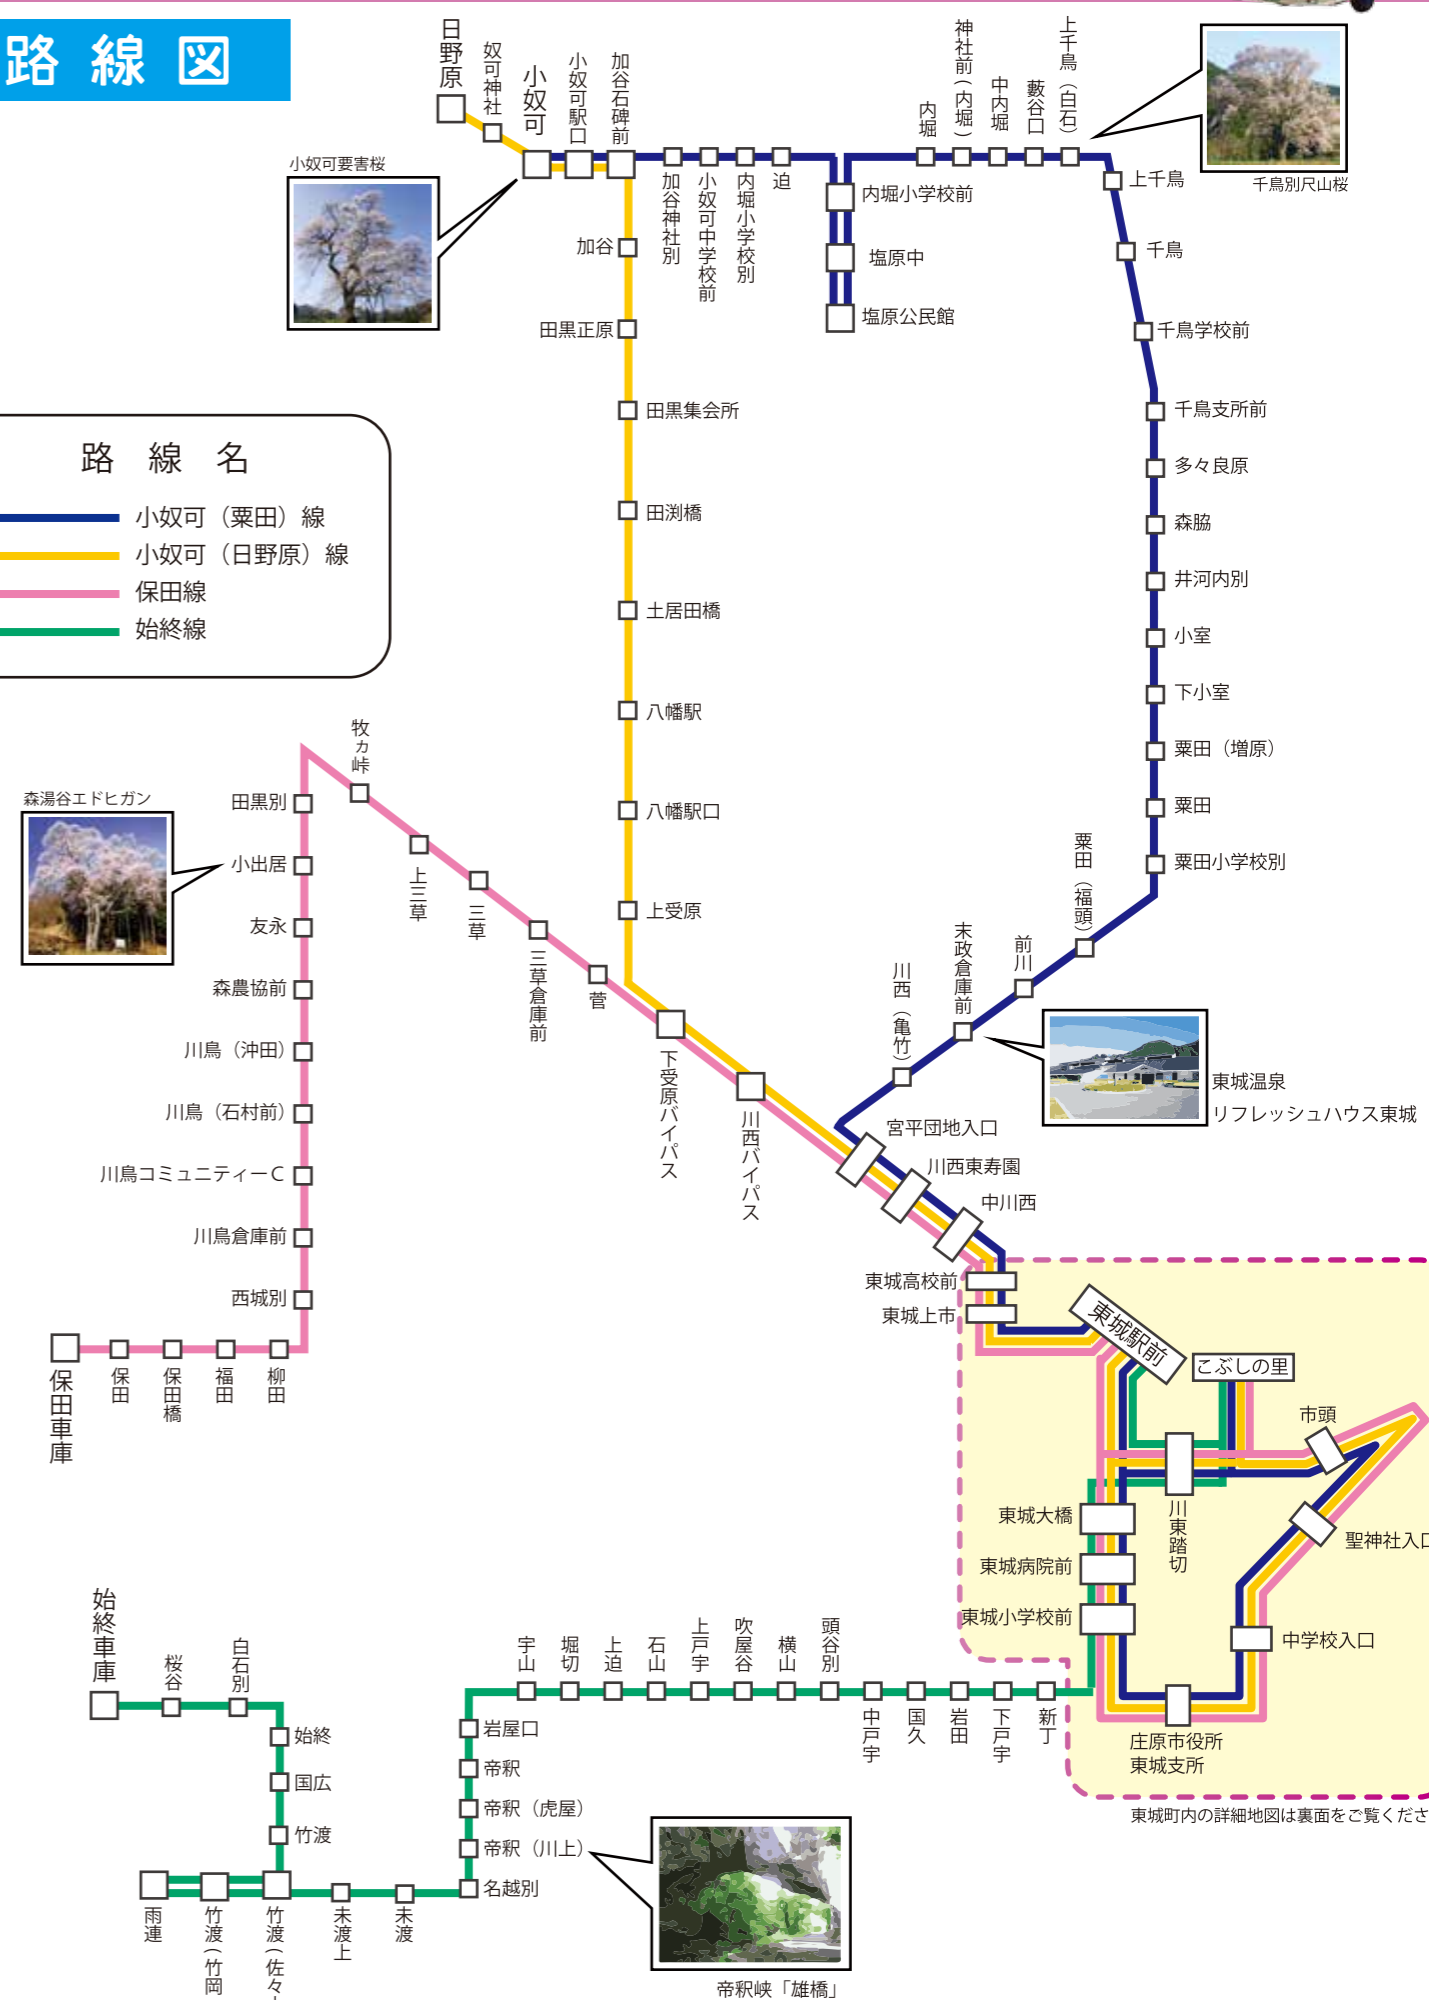 路線図
日野原
奴可神社
小奴可
小奴可駅口
加谷石碑前
加谷神社別
小奴可中学校前
内堀小学校別
迫
内堀小学校前
塩原中
塩原公民館
内堀
神社前(内堀)
中内堀
藪谷口
上千鳥(白石)
千鳥別尺山桜
小奴可要害桜
上千鳥
千鳥
千鳥学校前
千鳥支所前
多々良原
森脇
井河内別
小室
下小室
粟田(増原)
粟田
粟田小学校別
粟田(福頭)
前川
末政倉庫前
川西(亀竹)
東城温泉
リフレッシュハウス東城
加谷
田黒正原
田黒集会所
田渕橋
土居田橋
八幡駅
八幡駅口
上受原
路線名
小奴可(粟田)線
小奴可(日野原)線
保田線
始終線
牧ヵ峠
上三草
三草
三草倉庫前
菅
下受原バイパス
川西バイパス
宮平団地入口
川西東寿園
中川西
東城高校前
東城上市
森湯谷エドヒガン
田黒別
小出居
友永
森農協前
川鳥(沖田)
川鳥(石村前)
川鳥コミュニティーC
川鳥倉庫前
西城別
保田車庫
保田
保田橋
福田
柳田
東城駅前
こぶしの里
市頭
川東踏切
聖神社入口
東城大橋
東城病院前
東城小学校前
中学校入口
庄原市役所
東城支所
東城町内の詳細地図は裏面をご覧くださ
始終車庫
桜谷
白石別
始終
国広
竹渡
雨連
竹渡(竹岡
竹渡(佐々
未渡上
未渡
名越別
帝釈(川上)
帝釈(虎屋)
帝釈
岩屋口
宇山
堀切
上迫
石山
上戸宇
吹屋谷
横山
頭谷別
中戸宇
国久
岩田
下戸宇
新丁
帝釈峡「雄橋」